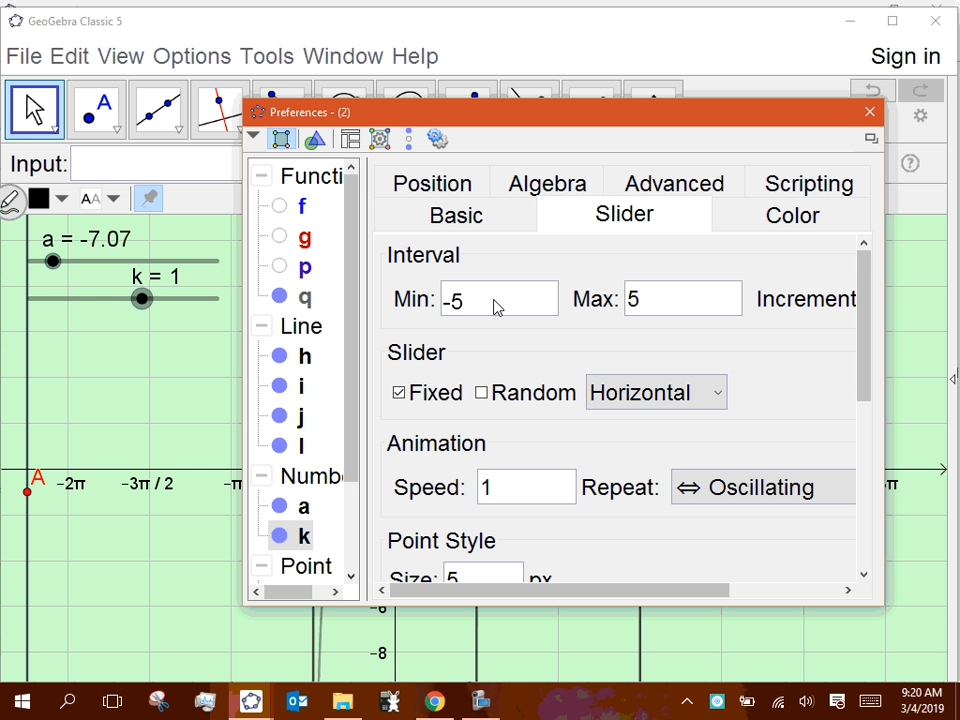 GeoGebra Classic 5
File Edit View Options Tools Window Help
Sign in
A
Preferences - (2)
Input:
AA
a = -7.07
k = 1
Functi
f
g
p
q
Line
h
i
j
l
Numb
a
k
Point
Position Algebra Advanced Scripting
Basic Slider Color
Interval
Min: -5 Max: 5 Increment
Slider
Fixed Random Horizontal
Animation
Speed: 1 Repeat: ⇔ Oscillating
Point Style
Size: 5 px
A
-2π -3π / 2
-6
-8
9:20 AM
3/4/2019